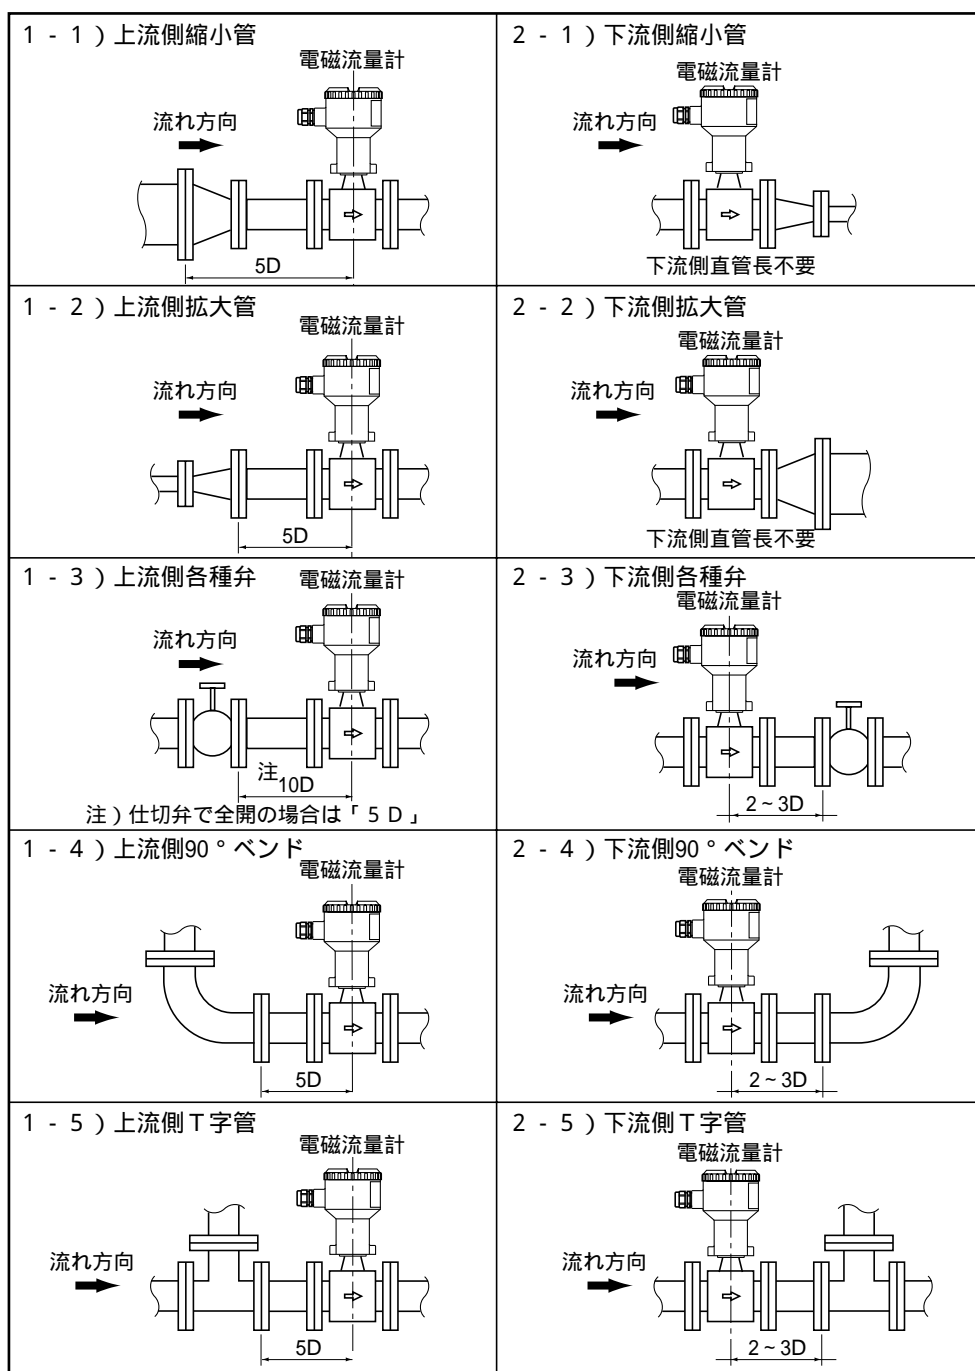 1 - 1 ) 上流側縮小管
電磁流量計
流れ方向
5D
2 - 1 ) 下流側縮小管
電磁流量計
流れ方向
下流側直管長不要
1 - 2 ) 上流側拡大管
電磁流量計
流れ方向
5D
2 - 2 ) 下流側拡大管
電磁流量計
流れ方向
下流側直管長不要
1 - 3 ) 上流側各種弁
電磁流量計
流れ方向
注
10D
注 ) 仕切弁で全開の場合は「 5 D 」
2 - 3 ) 下流側各種弁
電磁流量計
流れ方向
2 ~ 3D
1 - 4 ) 上流側90 ° ベンド
電磁流量計
流れ方向
5D
2 - 4 ) 下流側90 ° ベンド
電磁流量計
流れ方向
2 ~ 3D
1 - 5 ) 上流側T字管
電磁流量計
流れ方向
5D
2 - 5 ) 下流側T字管
電磁流量計
流れ方向
2 ~ 3D